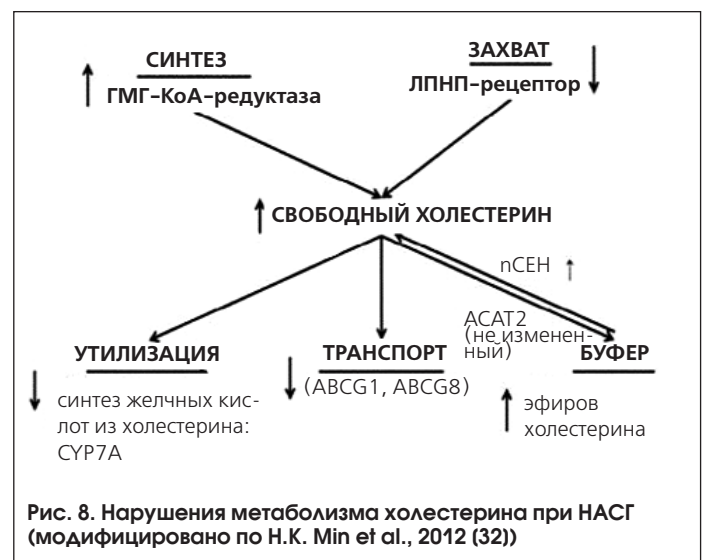 СИНТЕЗ
ГМГ-КоА-редуктаза
ЗАХВАТ
ЛПНП-рецептор
СВОБОДНЫЙ ХОЛЕСТЕРИН
nCEH
ACAT2
(не изменен-
ный)
УТИЛИЗАЦИЯ
синтез желчных кис-
лот из холестерина:
CYP7A
ТРАНСПОРТ
(ABCG1, ABCG8)
БУФЕР
эфиров
холестерина
Рис. 8. Нарушения метаболизма холестерина при НАСГ
(модифицировано по H.K. Min et al., 2012 (32))